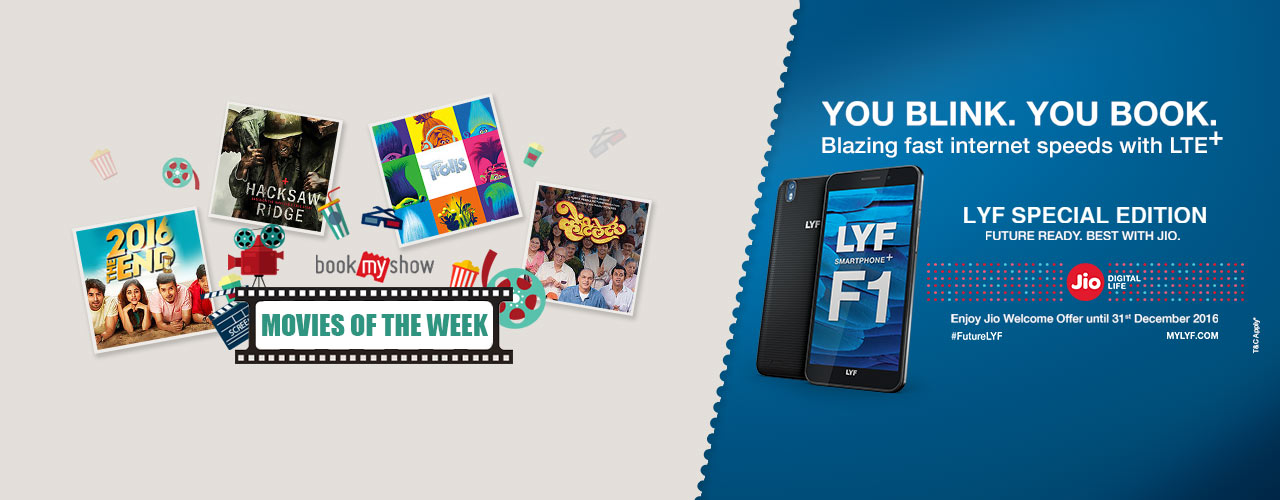 2016
THE END
HACKSAW
RIDGE
TROLLS
book my show
SCREEN
MOVIES OF THE WEEK
YOU BLINK. YOU BOOK.
Blazing fast internet speeds with LTE+
LYF
LYF
SMARTPHONE+
F1
LYF
LYF SPECIAL EDITION
FUTURE READY. BEST WITH JIO.
Jio
DIGITAL
LIFE
Enjoy Jio Welcome Offer until 31st December 2016
#FutureLYF
MYLYF.COM
T&C Apply*